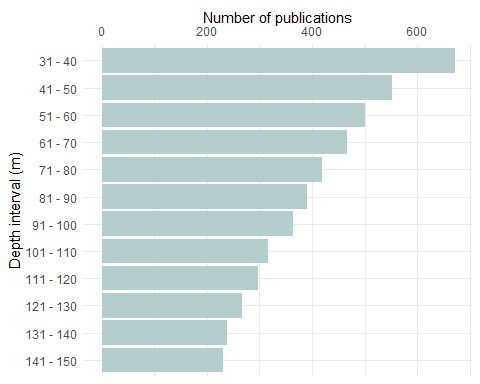 Number of publications
0 200 400 600
Depth interval (m)
31 - 40
41 - 50
51 - 60
61 - 70
71 - 80
81 - 90
91 - 100
101 - 110
111 - 120
121 - 130
131 - 140
141 - 150